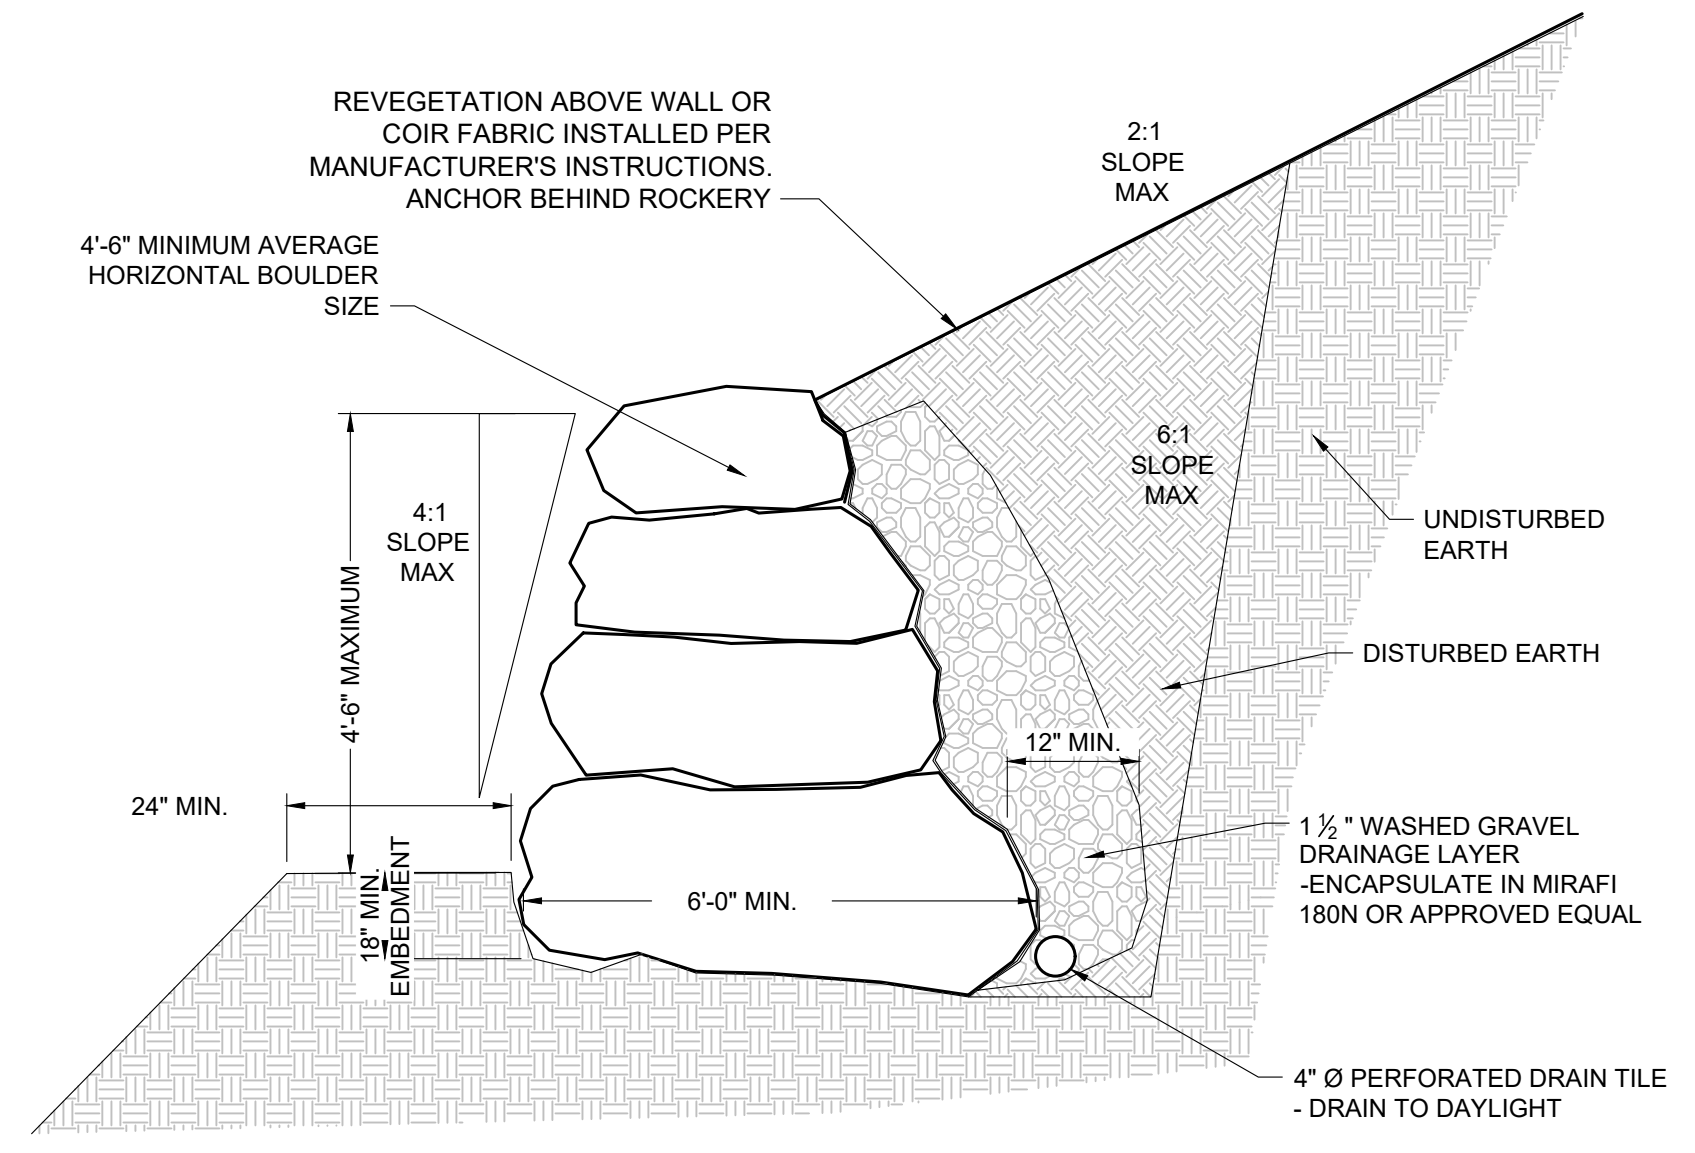 REVEGETATION ABOVE WALL OR
COIR FABRIC INSTALLED PER
MANUFACTURER'S INSTRUCTIONS.
ANCHOR BEHIND ROCKERY
2:1
SLOPE
MAX
4'-6" MINIMUM AVERAGE
HORIZONTAL BOULDER
SIZE
6:1
SLOPE
MAX
4:1
SLOPE
MAX
UNDISTURBED
EARTH
4'-6" MAXIMUM
DISTURBED EARTH
12" MIN.
24" MIN.
1 ½ " WASHED GRAVEL
DRAINAGE LAYER
-ENCAPSULATE IN MIRAFI
180N OR APPROVED EQUAL
18" MIN.
EMBEDMENT
6'-0" MIN.
4" Ø PERFORATED DRAIN TILE
- DRAIN TO DAYLIGHT